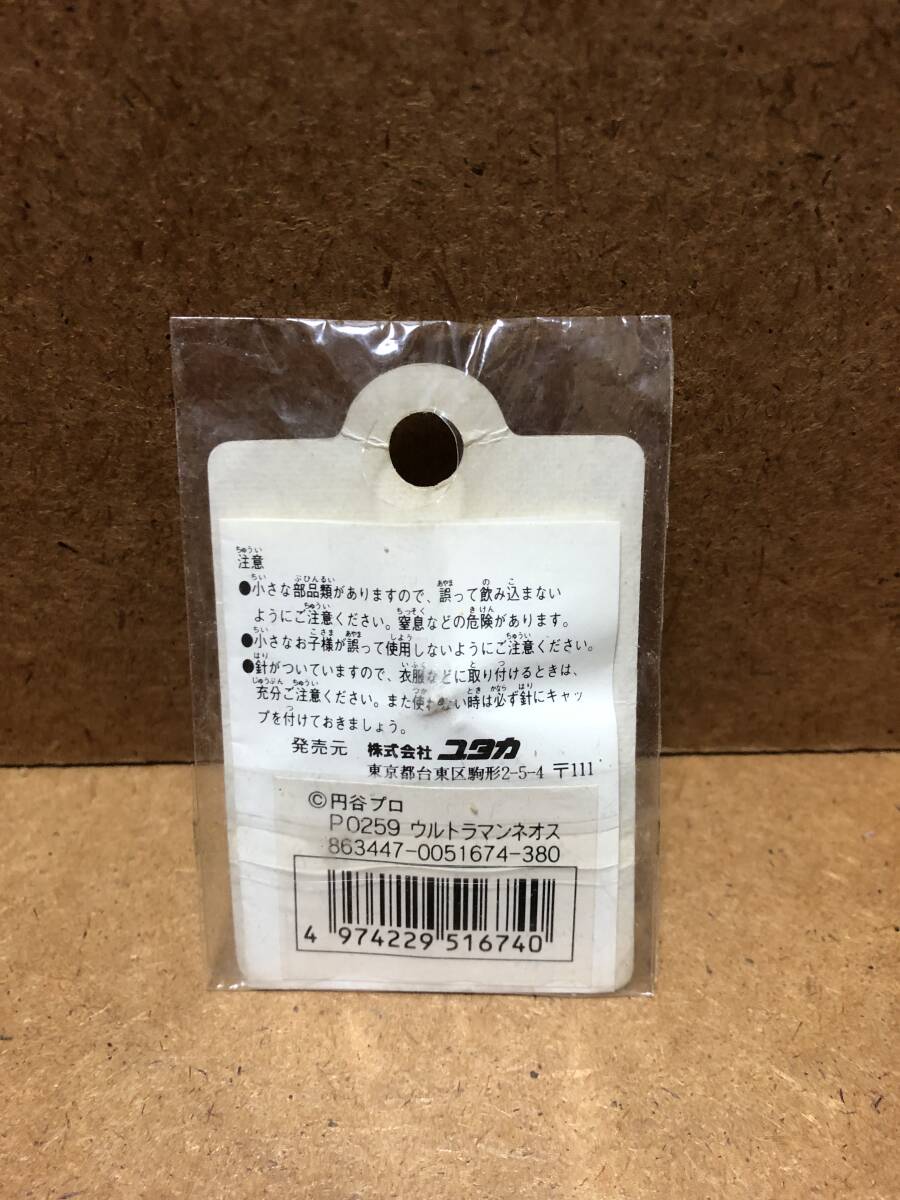 注意
●小さな部品類がありますので、誤って飲み込まない
ようにご注意ください。窒息などの危険があります。
●小さなお子様が誤って使用しないようにご注意ください。
●針がついていますので、衣服などに取り付けるときは、
充分ご注意ください。また使わない時は必ず針にキャッ
プを付けておきましょう。
発売元 株式会社 ユタカ
東京都台東区駒形2-5-4 〒111
©円谷プロ
P0259 ウルトラマンネオス
863447-0051674-380
4 974229 516740